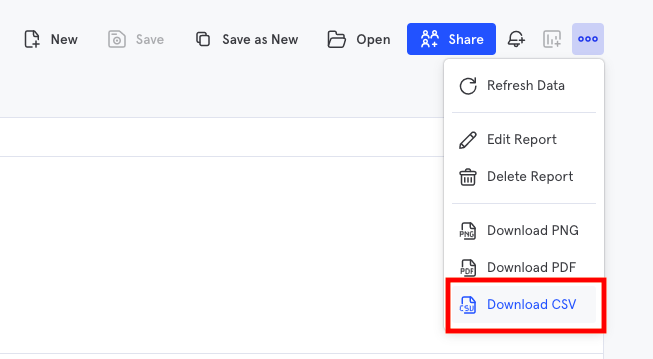 New
Save
Save as New
Open
Share
Refresh Data
Edit Report
Delete Report
PNG
Download PNG
PDF
Download PDF
CSV
Download CSV